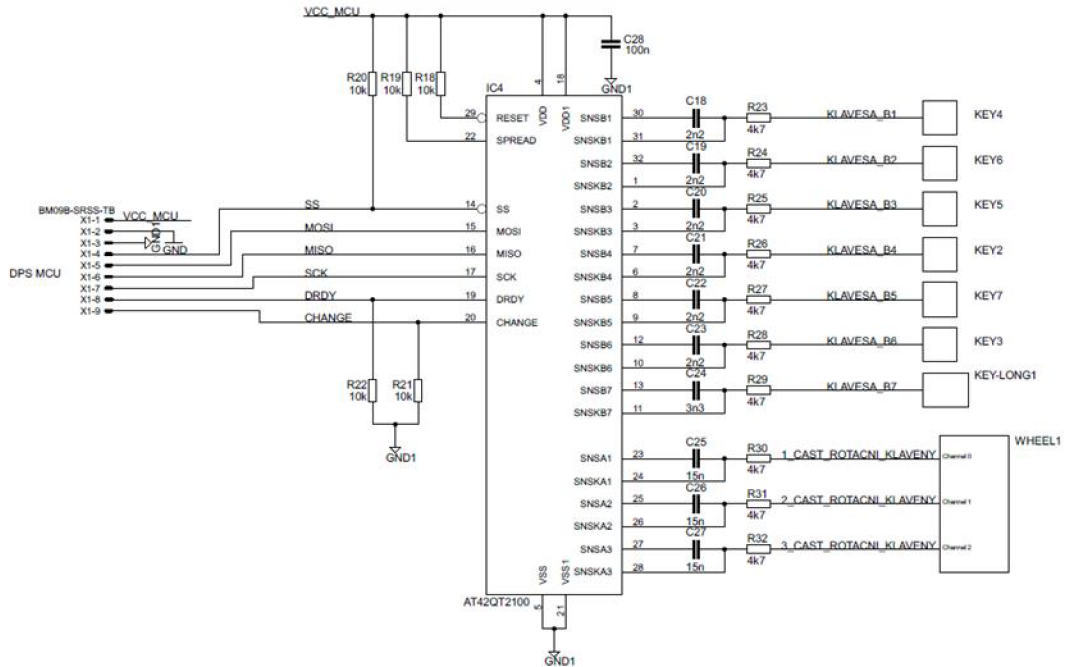 VCC_MCU
C28
100n
GND1
R20
10k
R19
10k
R18
10k
IC4
4
18
VDD
VDD1
29 RESET
22 SPREAD
14 SS
15 MOSI
16 MISO
17 SCK
19 DRDY
20 CHANGE
BM09B-SRSS-TB
DPS MCU
X1-1
X1-2
X1-3
X1-4
X1-5
X1-6
X1-7
X1-8
X1-9
VCC_MCU
GND1
GND
SS
MOSI
MISO
SCK
DRDY
CHANGE
R22
10k
R21
10k
GND1
SNSB1 30 C18 2n2 R23 4k7 KLAVESA_B1 KEY4
SNSKB1 31
SNSB2 32 C19 2n2 R24 4k7 KLAVESA_B2 KEY6
SNSKB2 1
SNSB3 2 C20 2n2 R25 4k7 KLAVESA_B3 KEY5
SNSKB3 3
SNSB4 7 C21 2n2 R26 4k7 KLAVESA_B4 KEY2
SNSKB4 6
SNSB5 8 C22 2n2 R27 4k7 KLAVESA_B5 KEY7
SNSKB5 9
SNSB6 12 C23 2n2 R28 4k7 KLAVESA_B6 KEY3
SNSKB6 10
SNSB7 13 C24 3n3 R29 4k7 KLAVESA_B7 KEY-LONG1
SNSKB7 11
SNSA1 23 C25 15n R30 4k7 1_CAST_ROTACNI_KLAVENY Channel 0 WHEEL1
SNSKA1 24
SNSA2 25 C26 15n R31 4k7 2_CAST_ROTACNI_KLAVENY Channel 1
SNSKA2 26
SNSA3 27 C27 15n R32 4k7 3_CAST_ROTACNI_KLAVENY Channel 2
SNSKA3 28
VSS
VSS1
AT42QT2100
5
21
GND1